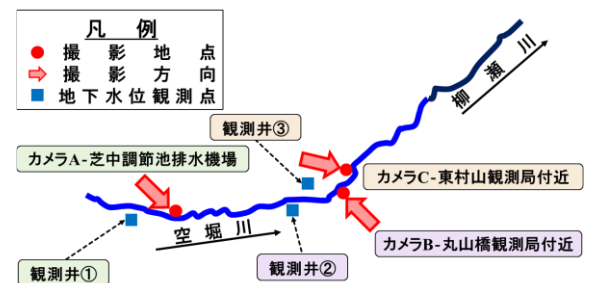 凡例
撮影地点
撮影方向
地下水位観測点
柳瀬川
観測井③
カメラA-芝中調節池排水機場
カメラC-東村山観測局付近
空堀川
カメラB-丸山橋観測局付近
観測井②
観測井①